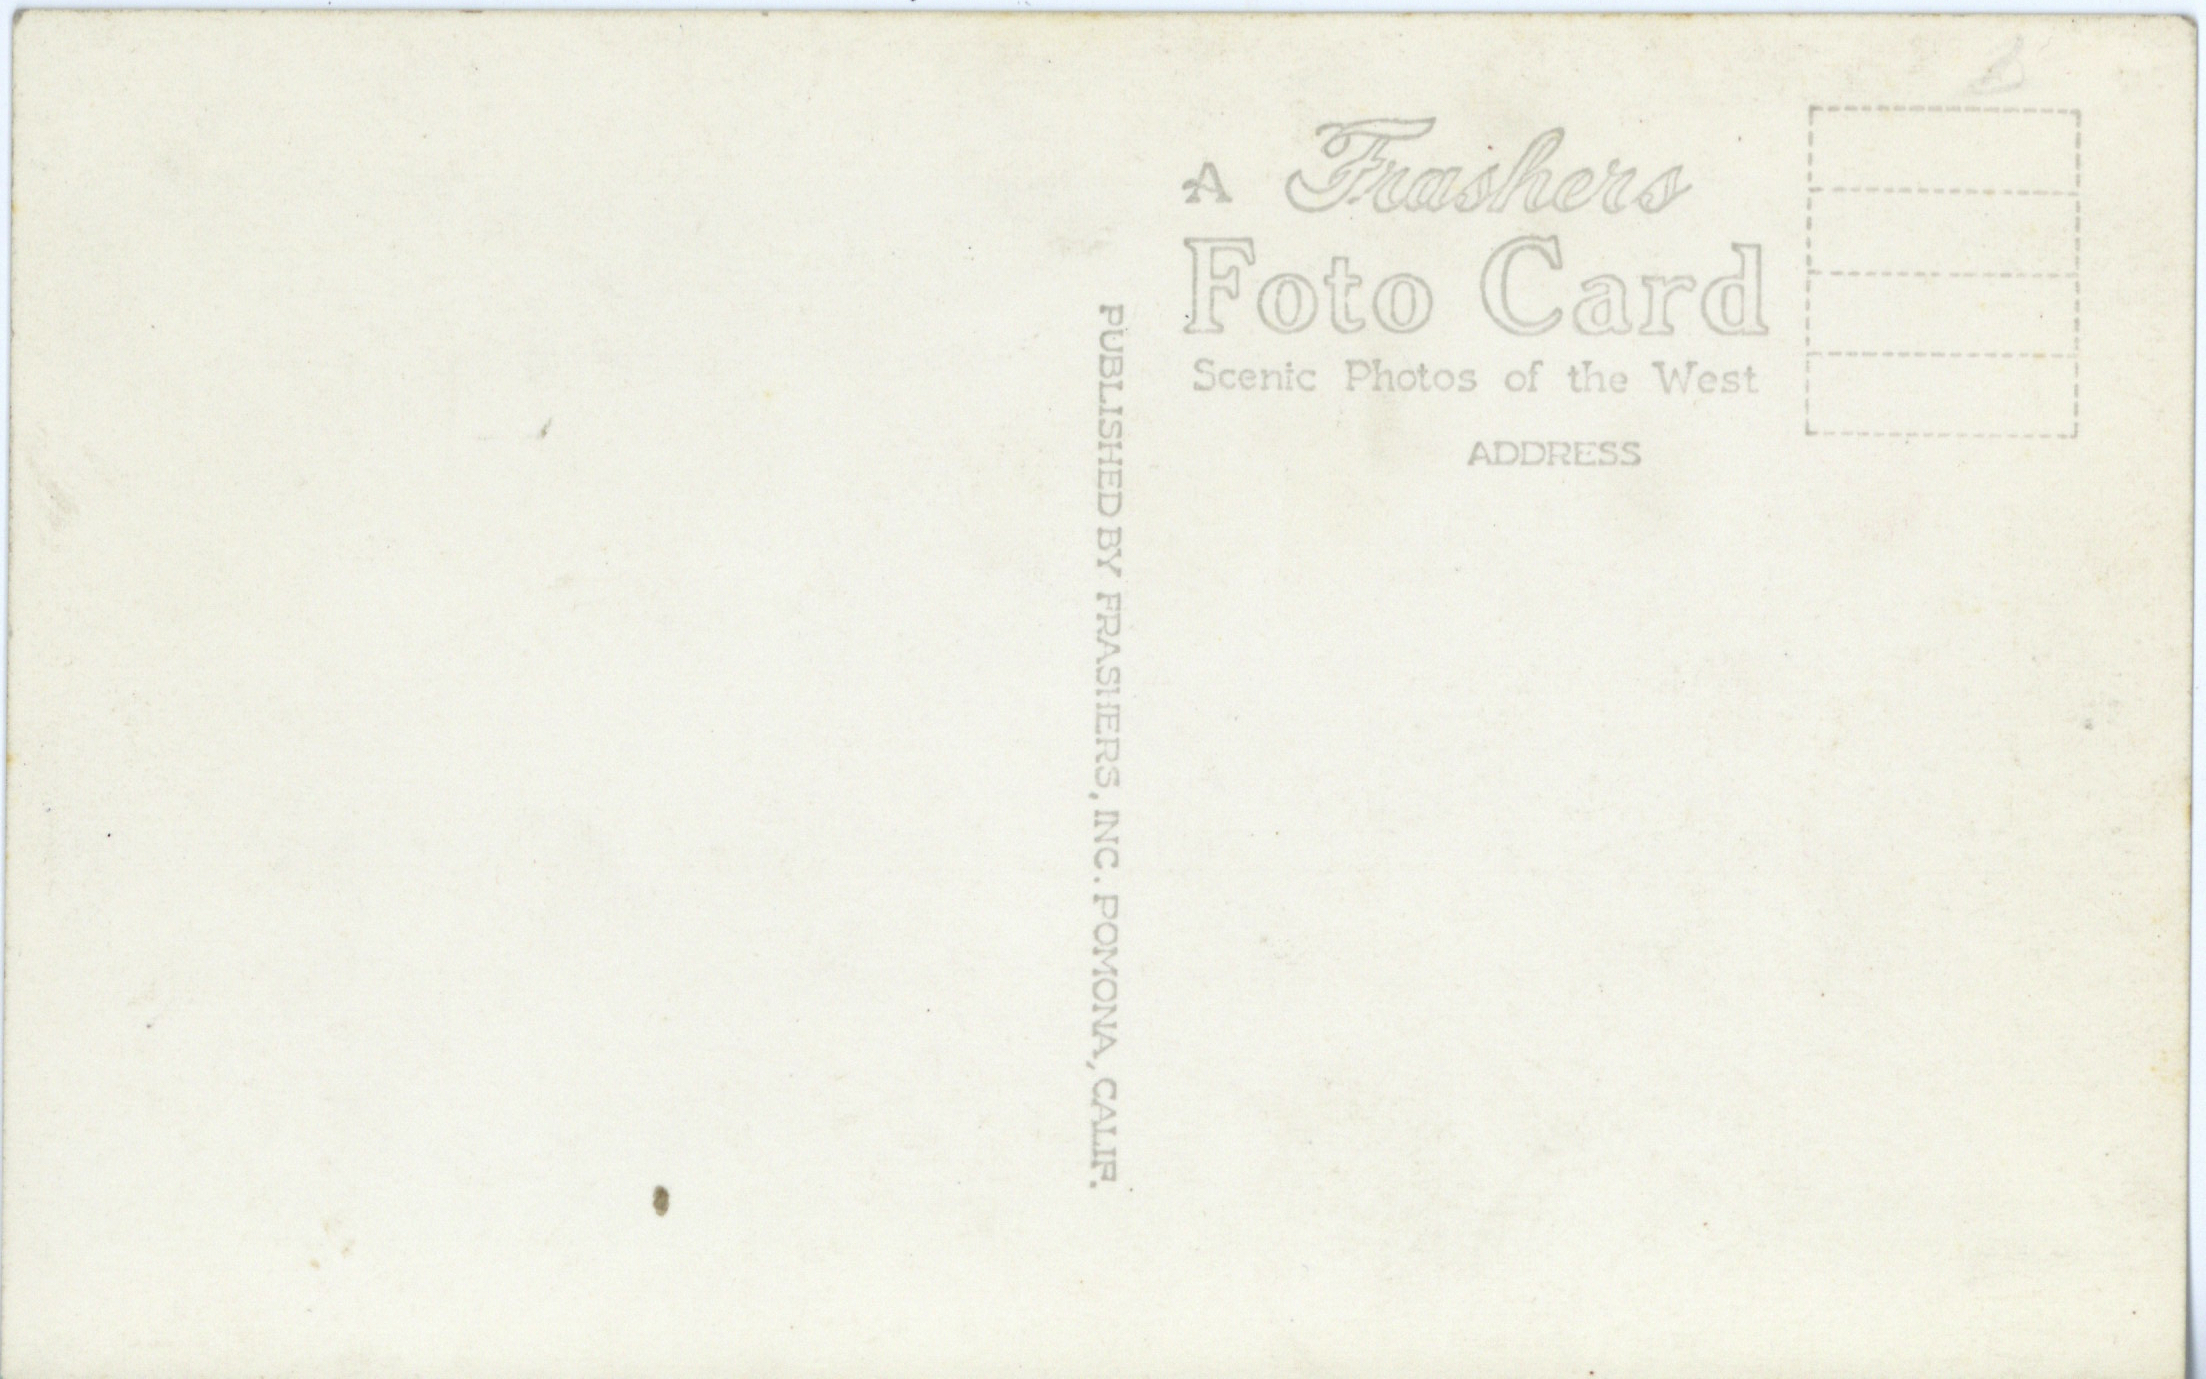 A Frashers
Foto Card
Scenic Photos of the West
ADDRESS
PUBLISHED BY FRASHERS, INC. POMONA, CALIF.